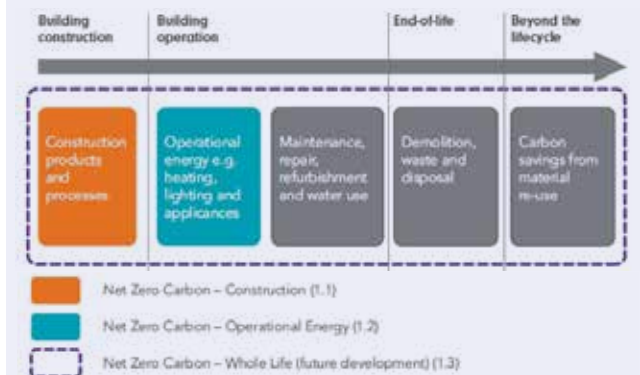 Building
construction
Building
operation
End-of-life
Beyond the
lifecycle
Construction
products
and
processes
Operational
energy e.g.
heating,
lighting and
applicances
Maintenance,
repair,
refurbishment
and water use
Demolition,
waste and
disposal
Carbon
savings from
material
re-use
Net Zero Carbon – Construction (1.1)
Net Zero Carbon – Operational Energy (1.2)
Net Zero Carbon – Whole Life (future development) (1.3)